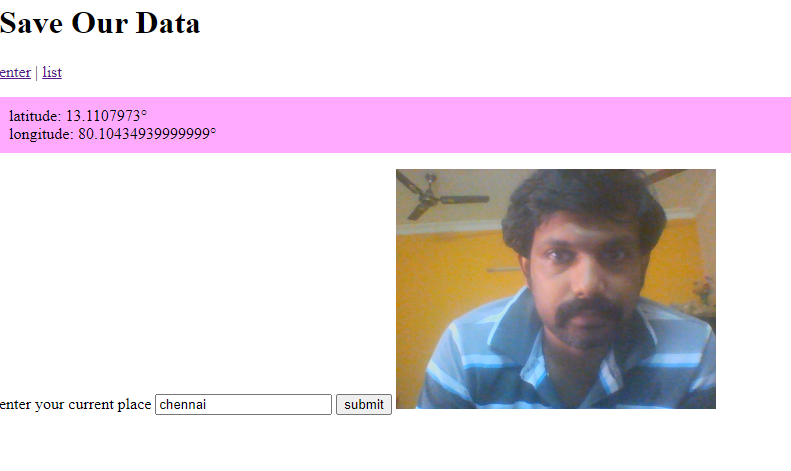 Save Our Data
enter | list
latitude: 13.1107973°
longitude: 80.10434939999999°
enter your current place chennai submit